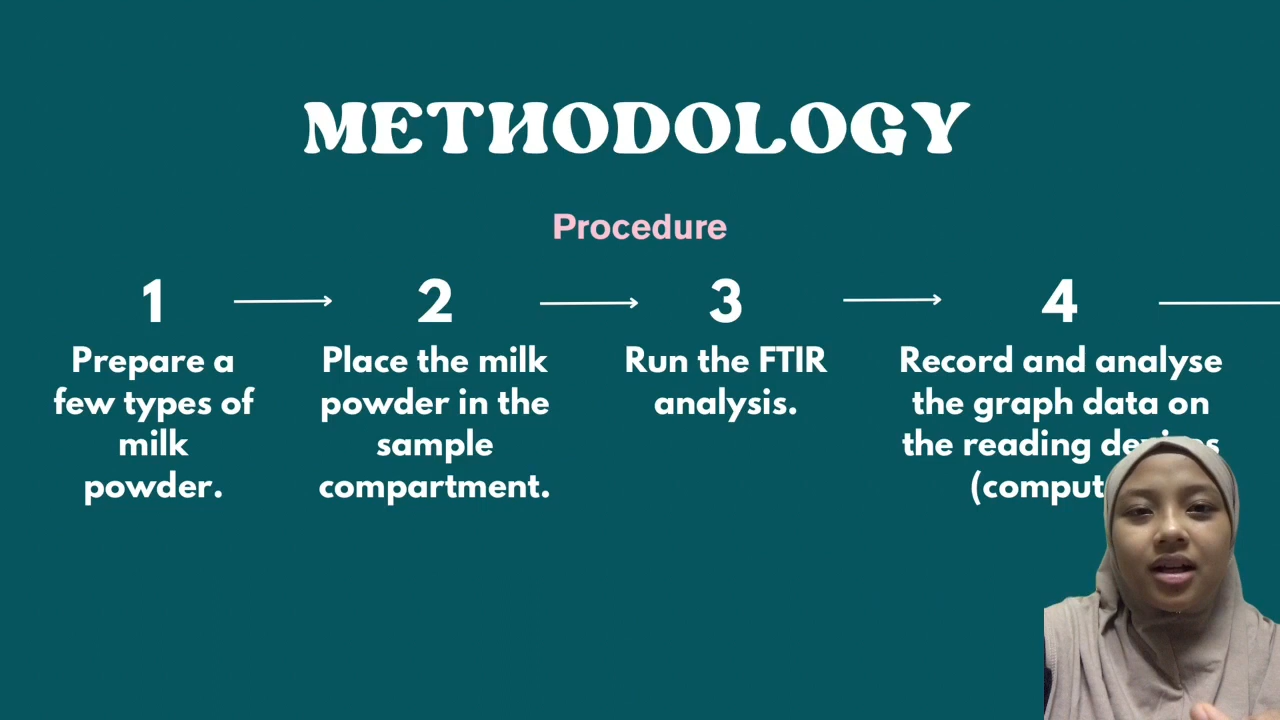 METHODOLOGY
Procedure
1
Prepare a
few types of
milk
powder.
2
Place the milk
powder in the
sample
compartment.
3
Run the FTIR
analysis.
4
Record and analyse
the graph data on
the reading